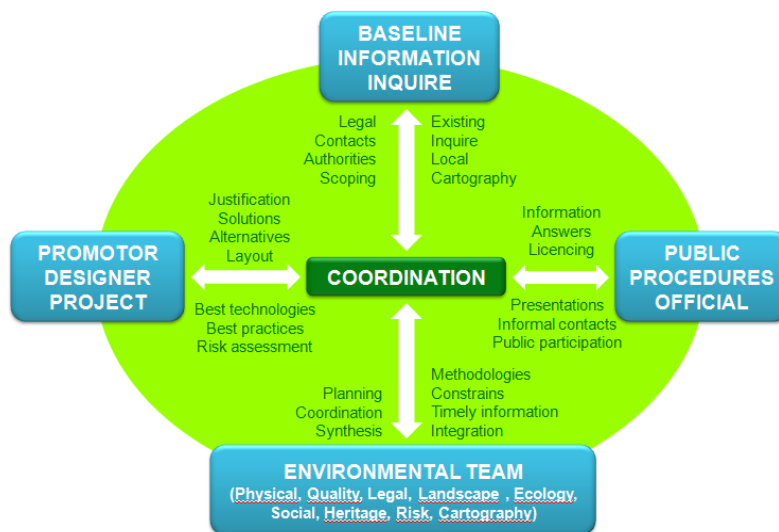 BASELINE
INFORMATION
INQUIRE
Legal
Contacts
Authorities
Scoping
Existing
Inquire
Local
Cartography
Justification
Solutions
Alternatives
Layout
Information
Answers
Licencing
PROMOTOR
DESIGNER
PROJECT
COORDINATION
PUBLIC
PROCEDURES
OFFICIAL
Best technologies
Best practices
Risk assessment
Presentations
Informal contacts
Public participation
Planning
Coordination
Synthesis
Methodologies
Constrains
Timely information
Integration
ENVIRONMENTAL TEAM
(Physical, Quality, Legal, Landscape , Ecology,
Social, Heritage, Risk, Cartography)